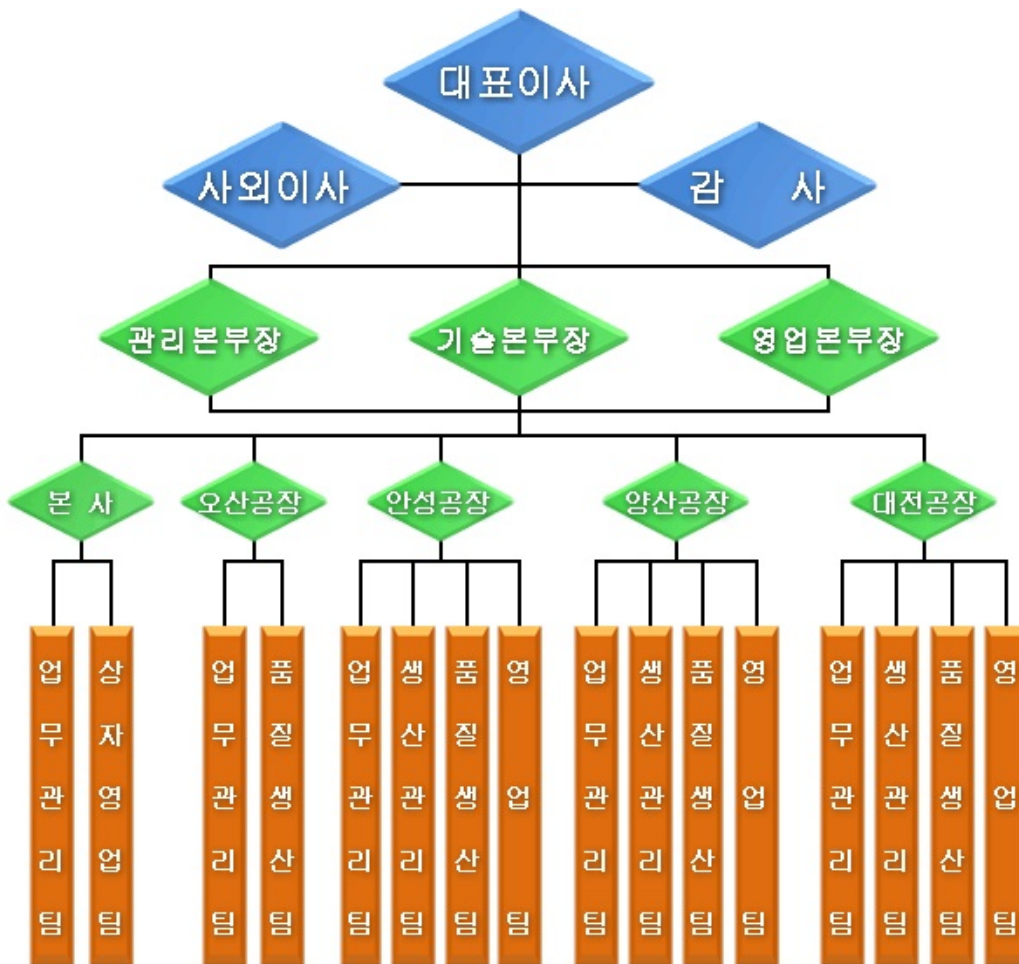 대표이사
사외이사
감 사
관리본부장
기술본부장
영업본부장
본 사
오산공장
안성공장
양산공장
대전공장
업무관리팀
상자영업팀
업무관리팀
품질생산팀
업무관리팀
생산관리팀
품질생산팀
영업팀
업무관리팀
생산관리팀
품질생산팀
영업팀
업무관리팀
생산관리팀
품질생산팀
영업팀